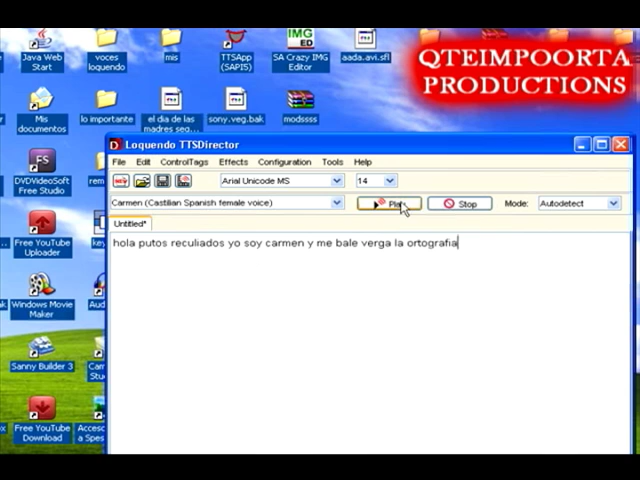 QTEIMPOORTA
PRODUCTIONS
Java Web
Start
voces
loquendo
mis
TTSApp
(SAPI5)
SA Crazy IMG
Editor
aada.avi.sfl
Mis
documentos
lo importante
el dia de las
madres seg...
sony.veg.bak
modssss
DVDVideoSoft
Free Studio
Free YouTube
Uploader
Windows Movie
Maker
Sanny Builder 3
Free YouTube
Download
Loquendo TTSDirector
File Edit ControlTags Effects Configuration Tools Help
Arial Unicode MS 14
Carmen (Castilian Spanish female voice) Play Stop Mode: Autodetect
Untitled*
hola putos reculiados yo soy carmen y me bale verga la ortografia